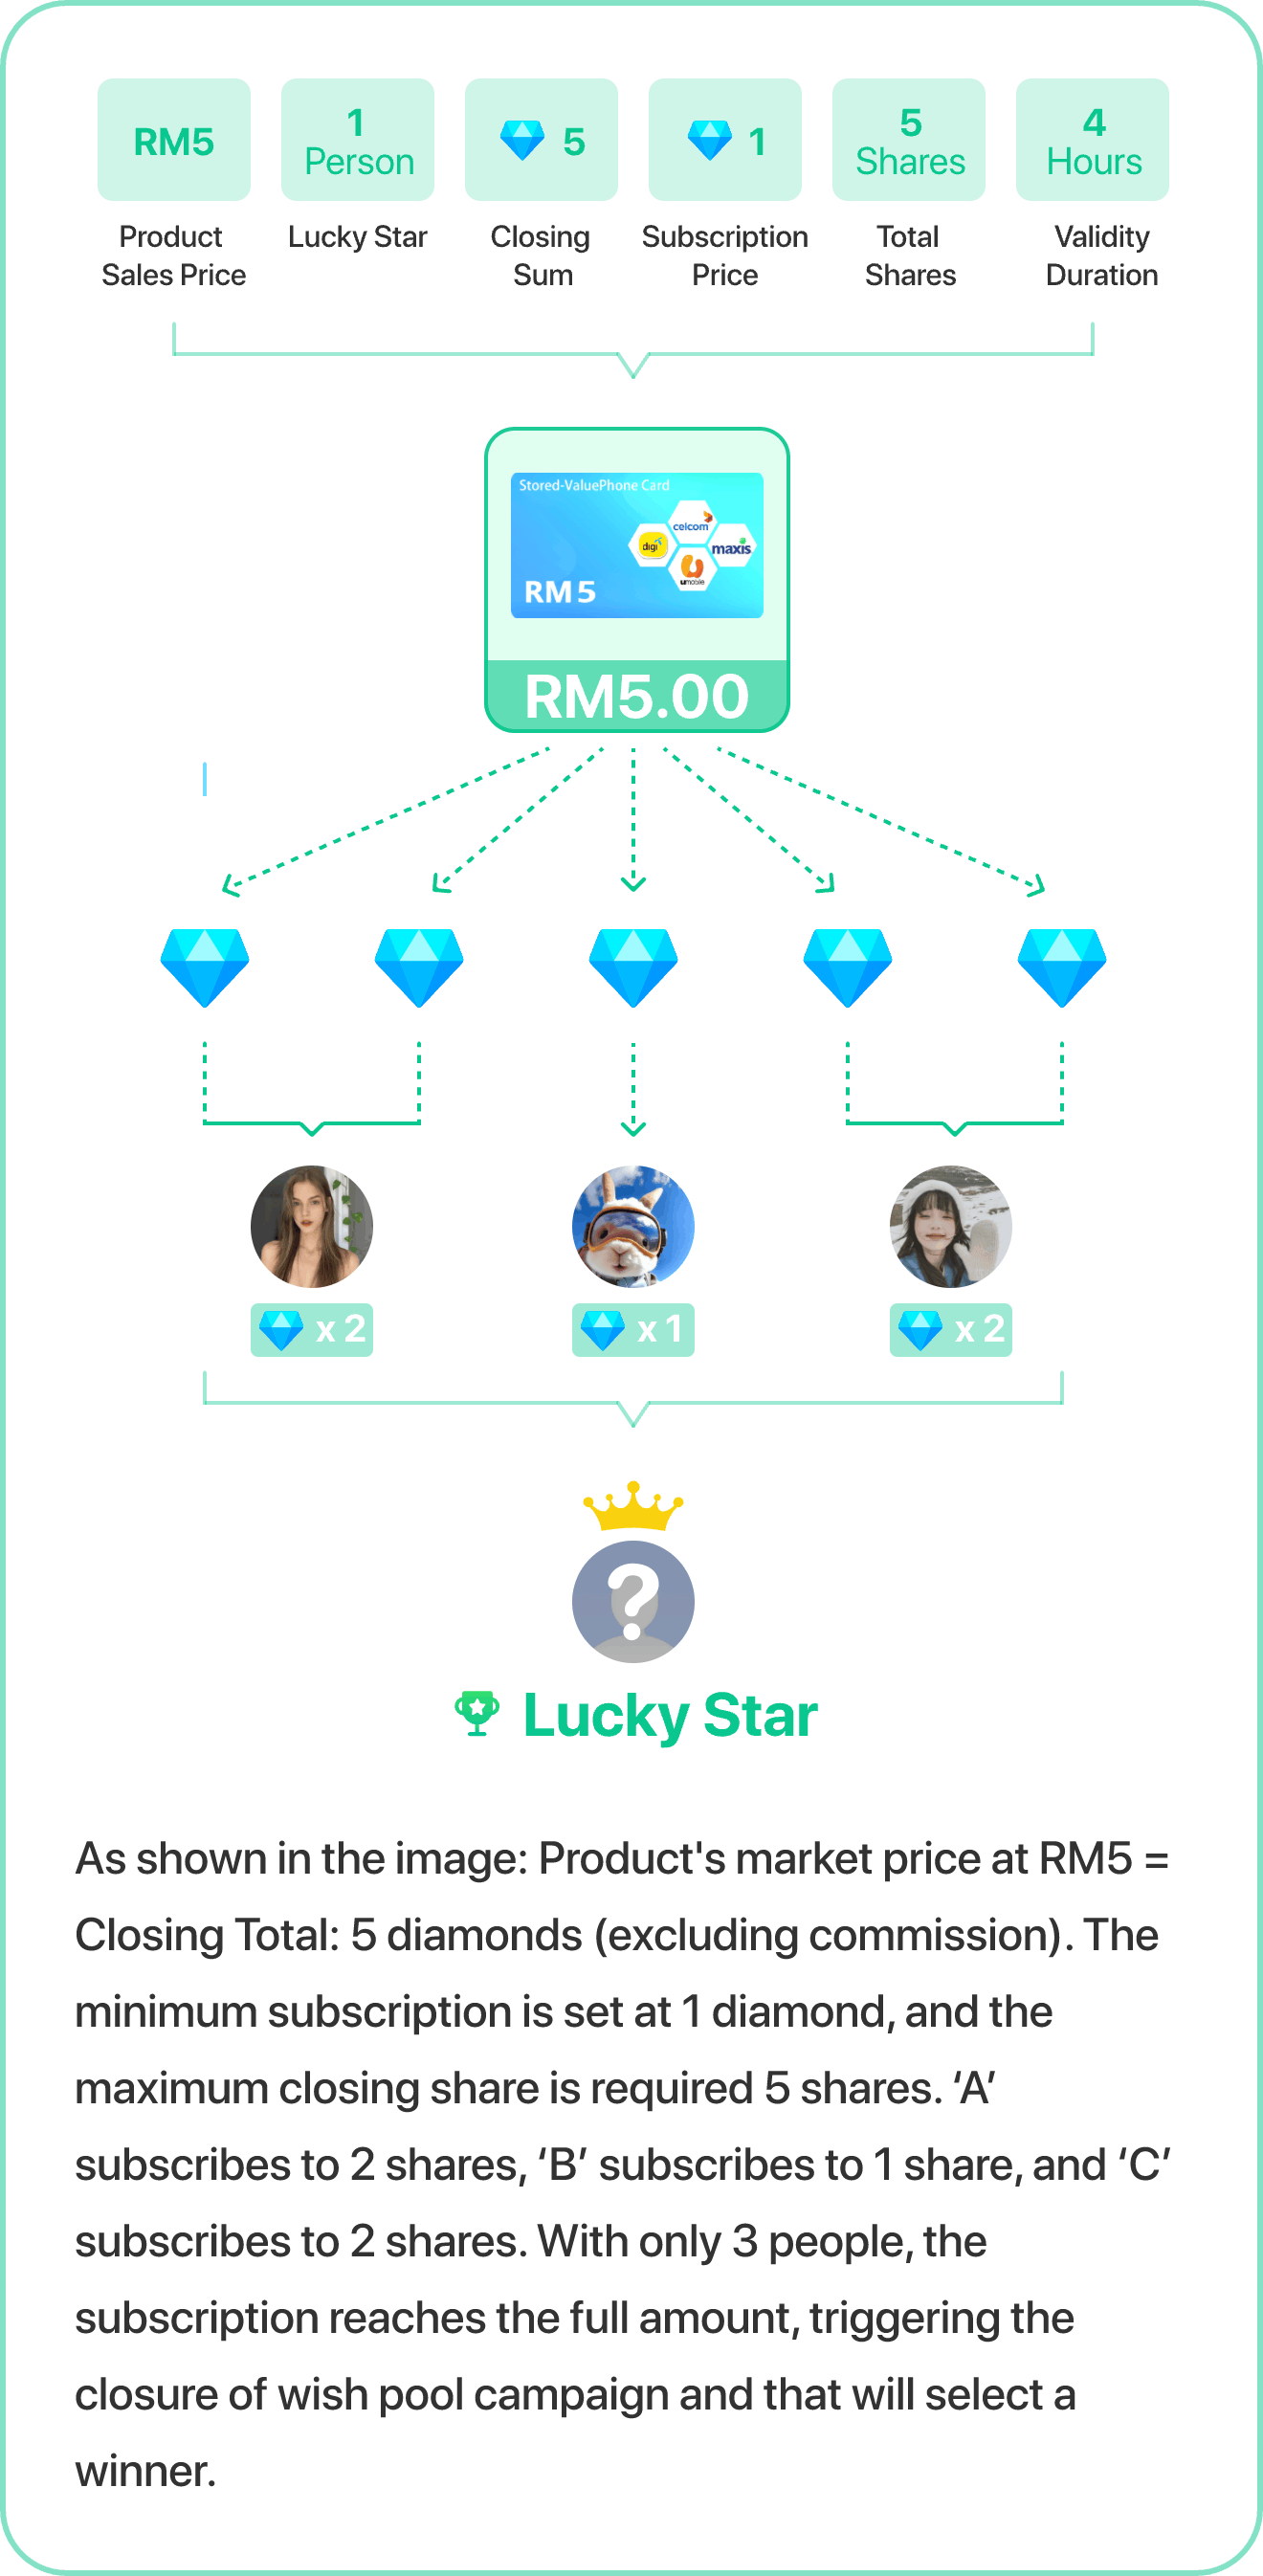 RM5
1
Person
5
1
5
Shares
4
Hours
Product
Sales Price
Lucky Star
Closing
Sum
Subscription
Price
Total
Shares
Validity
Duration
Stored-ValuePhone Card
celcom
digi
maxis
umobile
RM5
RM5.00
x 2
x 1
x 2
?
Lucky Star
As shown in the image: Product's market price at RM5 =
Closing Total: 5 diamonds (excluding commission). The
minimum subscription is set at 1 diamond, and the
maximum closing share is required 5 shares. ‘A’
subscribes to 2 shares, ‘B’ subscribes to 1 share, and ‘C’
subscribes to 2 shares. With only 3 people, the
subscription reaches the full amount, triggering the
closure of wish pool campaign and that will select a
winner.